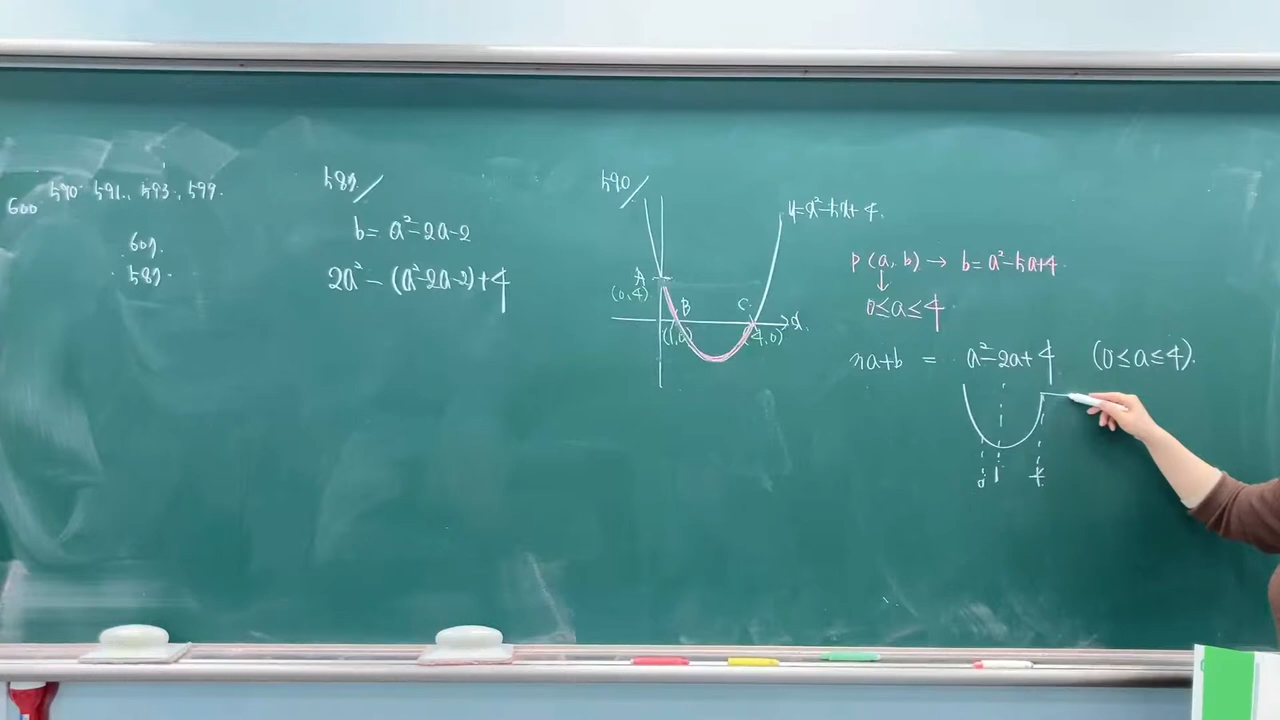 590 591., 593., 599.
600
609.
589.
589/
b = a²-2a-2
2a² - (a²-2a-2)+4
590/
y=x²-5x+4.
A
(0,4)
B
C
x.
(1,0)
(4,0)
P(a, b) → b = a²-5a+4
0≤a≤4
3a+b = a²-2a+4 (0≤a≤4).
0 1 4